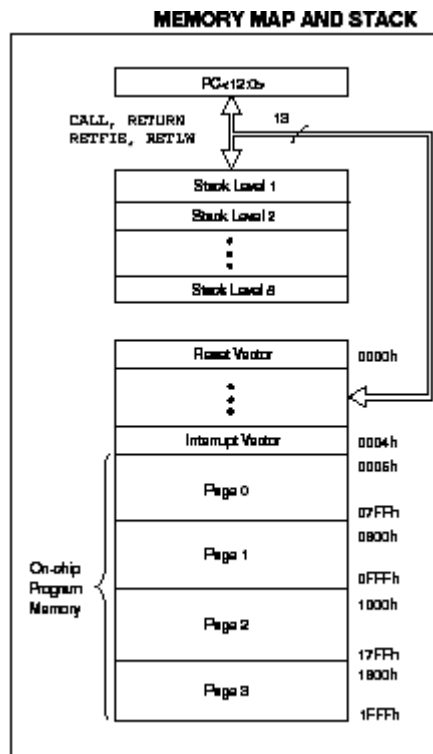 MEMORY MAP AND STACK
PC<12:0>
CALL, RETURN
RETFIE, RETLW
13
Stack Level 1
Stack Level 2
Stack Level 8
Reset Vector
0000h
Interrupt Vector
0004h
0005h
Page 0
07FFh
0800h
Page 1
On-chip
Program
Memory
0FFFh
1000h
Page 2
17FFh
1800h
Page 3
1FFFh